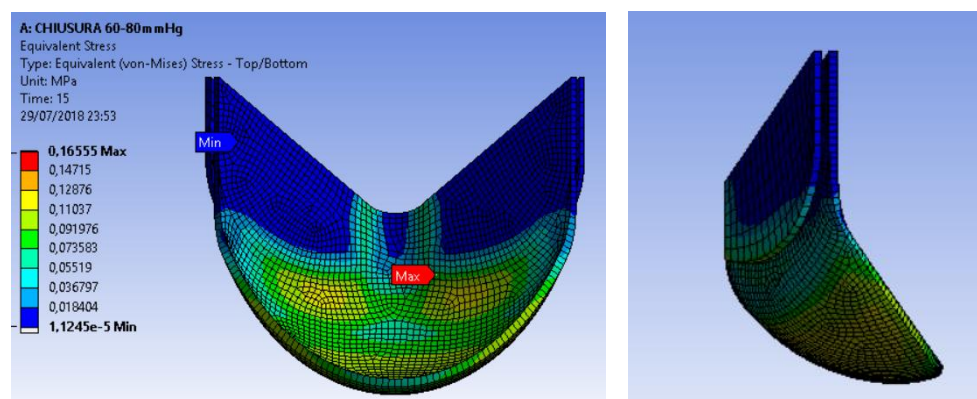 A: CHIUSURA 60-80mmHg
Equivalent Stress
Type: Equivalent (von-Mises) Stress - Top/Bottom
Unit: MPa
Time: 15
29/07/2018 23:53
0,16555 Max
0,14715
0,12876
0,11037
0,091976
0,073583
0,05519
0,036797
0,018404
1,1245e-5 Min
Min
Max